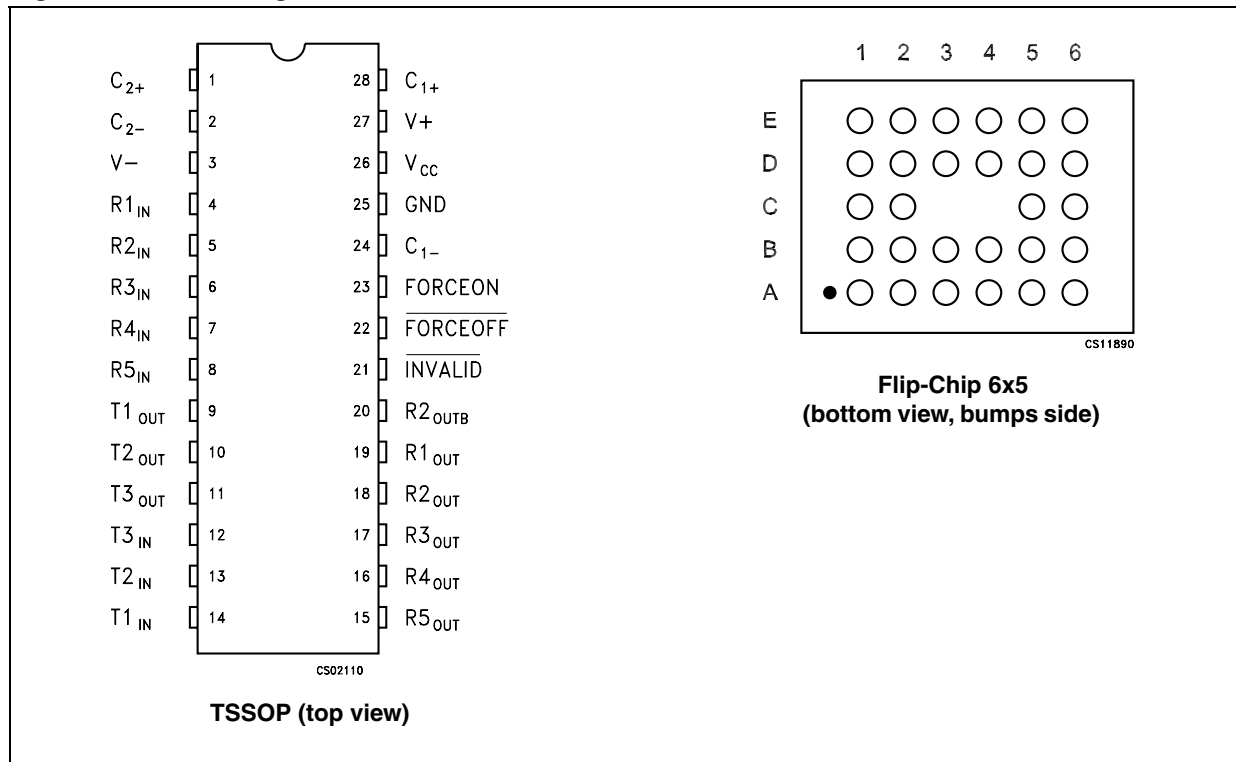 C2+ 1 28 C1+
C2- 2 27 V+
V- 3 26 VCC
R1IN 4 25 GND
R2IN 5 24 C1-
R3IN 6 23 FORCEON
R4IN 7 22 FORCEOFF
R5IN 8 21 INVALID
T1OUT 9 20 R2OUTB
T2OUT 10 19 R1OUT
T3OUT 11 18 R2OUT
T3IN 12 17 R3OUT
T2IN 13 16 R4OUT
T1IN 14 15 R5OUT
CS02110
TSSOP (top view)
1 2 3 4 5 6
E
D
C
B
A
CS11890
Flip-Chip 6x5
(bottom view, bumps side)